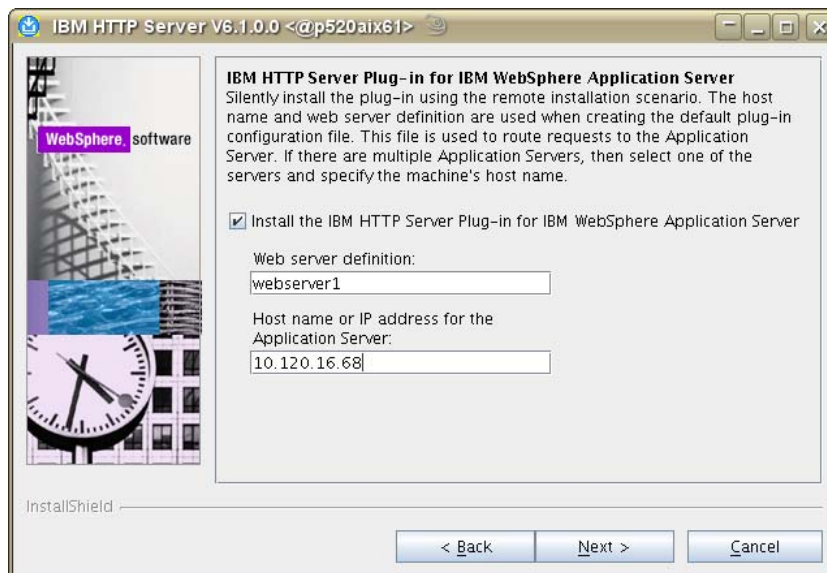 IBM HTTP Server V6.1.0.0 <@p520aix61>
WebSphere. software
IBM HTTP Server Plug-in for IBM WebSphere Application Server
Silently install the plug-in using the remote installation scenario. The host
name and web server definition are used when creating the default plug-in
configuration file. This file is used to route requests to the Application
Server. If there are multiple Application Servers, then select one of the
servers and specify the machine's host name.
Install the IBM HTTP Server Plug-in for IBM WebSphere Application Server
Web server definition:
webserver1
Host name or IP address for the
Application Server:
10.120.16.68
InstallShield
< Back Next > Cancel